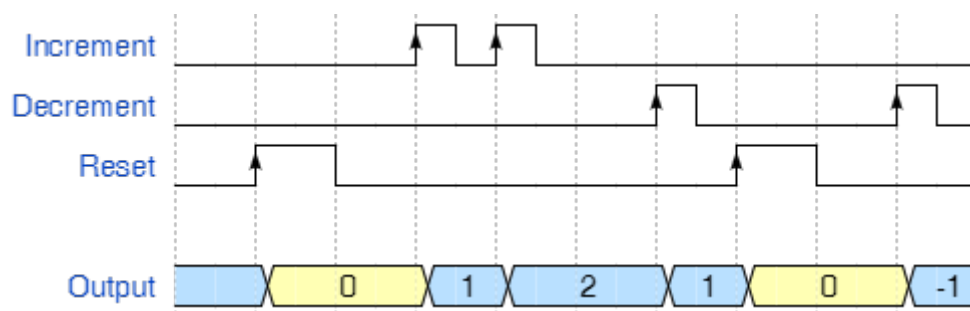 Increment
Decrement
Reset
Output 0 1 2 1 0 -1